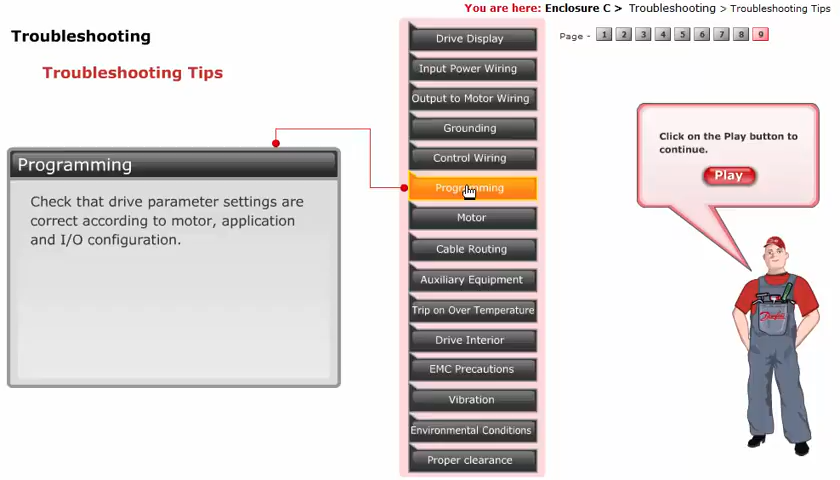 You are here: Enclosure C > Troubleshooting > Troubleshooting Tips
Troubleshooting
Page - 1 2 3 4 5 6 7 8 9
Troubleshooting Tips
Programming
Check that drive parameter settings are
correct according to motor, application
and I/O configuration.
Drive Display
Input Power Wiring
Output to Motor Wiring
Grounding
Control Wiring
Programming
Motor
Cable Routing
Auxiliary Equipment
Trip on Over Temperature
Drive Interior
EMC Precautions
Vibration
Environmental Conditions
Proper clearance
Click on the Play button to
continue.
Play
Danfoss